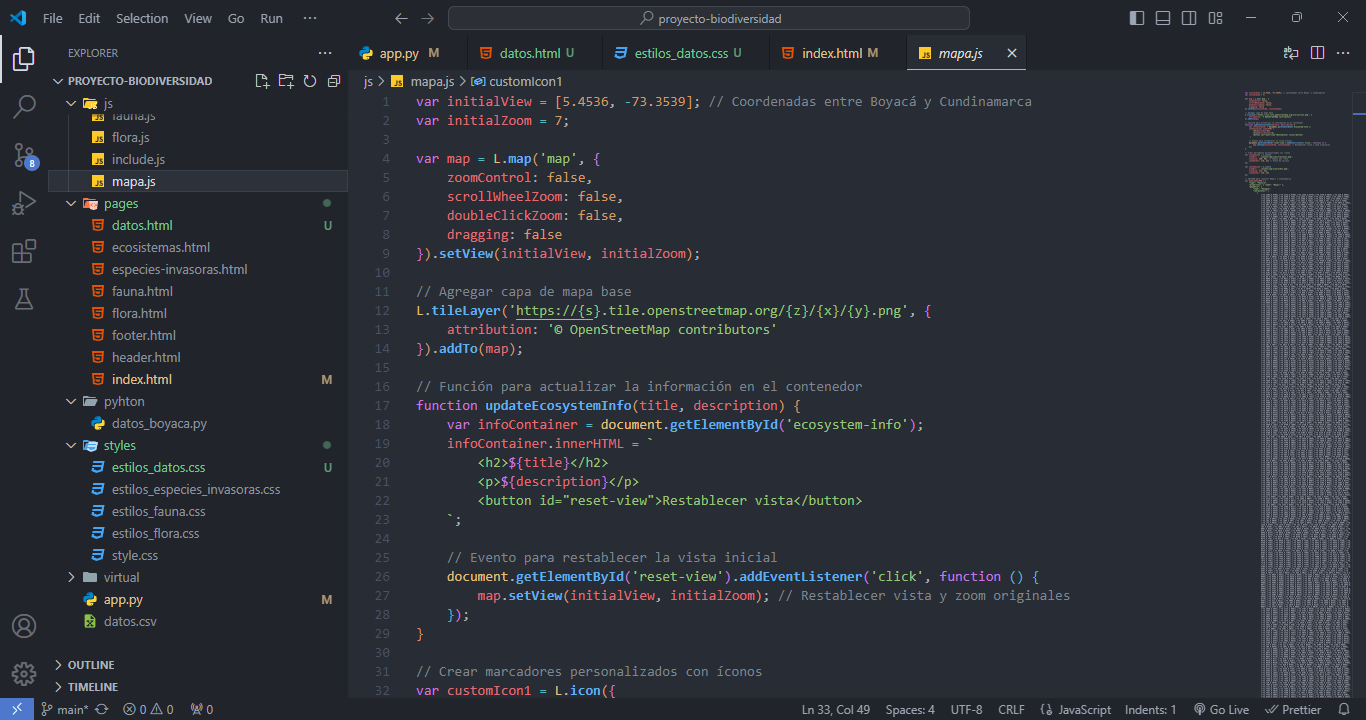 File Edit Selection View Go Run ··· proyecto-biodiversidad
EXPLORER ···
PROYECTO-BIODIVERSIDAD
js
fauna.js
flora.js
include.js
mapa.js
pages
datos.html U
ecosistemas.html
especies-invasoras.html
fauna.html
flora.html
footer.html
header.html
index.html M
pyhton
datos_boyaca.py
styles
estilos_datos.css U
estilos_especies_invasoras.css
estilos_fauna.css
estilos_flora.css
style.css
virtual
app.py M
datos.csv
OUTLINE
TIMELINE
8
app.py M datos.html U estilos_datos.css U index.html M mapa.js
js > mapa.js > customIcon1
1 var initialView = [5.4536, -73.3539]; // Coordenadas entre Boyacá y Cundinamarca
2 var initialZoom = 7;
3
4 var map = L.map('map', {
5 zoomControl: false,
6 scrollWheelZoom: false,
7 doubleClickZoom: false,
8 dragging: false
9 }).setView(initialView, initialZoom);
10
11 // Agregar capa de mapa base
12 L.tileLayer('https://{s}.tile.openstreetmap.org/{z}/{x}/{y}.png', {
13 attribution: '© OpenStreetMap contributors'
14 }).addTo(map);
15
16 // Función para actualizar la información en el contenedor
17 function updateEcosystemInfo(title, description) {
18 var infoContainer = document.getElementById('ecosystem-info');
19 infoContainer.innerHTML = `
20 <h2>${title}</h2>
21 <p>${description}</p>
22 <button id="reset-view">Restablecer vista</button>
23 `;
24
25 // Evento para restablecer la vista inicial
26 document.getElementById('reset-view').addEventListener('click', function () {
27 map.setView(initialView, initialZoom); // Restablecer vista y zoom originales
28 });
29 }
30
31 // Crear marcadores personalizados con íconos
32 var customIcon1 = L.icon({
main* 0 0 0 Ln 33, Col 49 Spaces: 4 UTF-8 CRLF {} JavaScript Indents: 1 Go Live Prettier